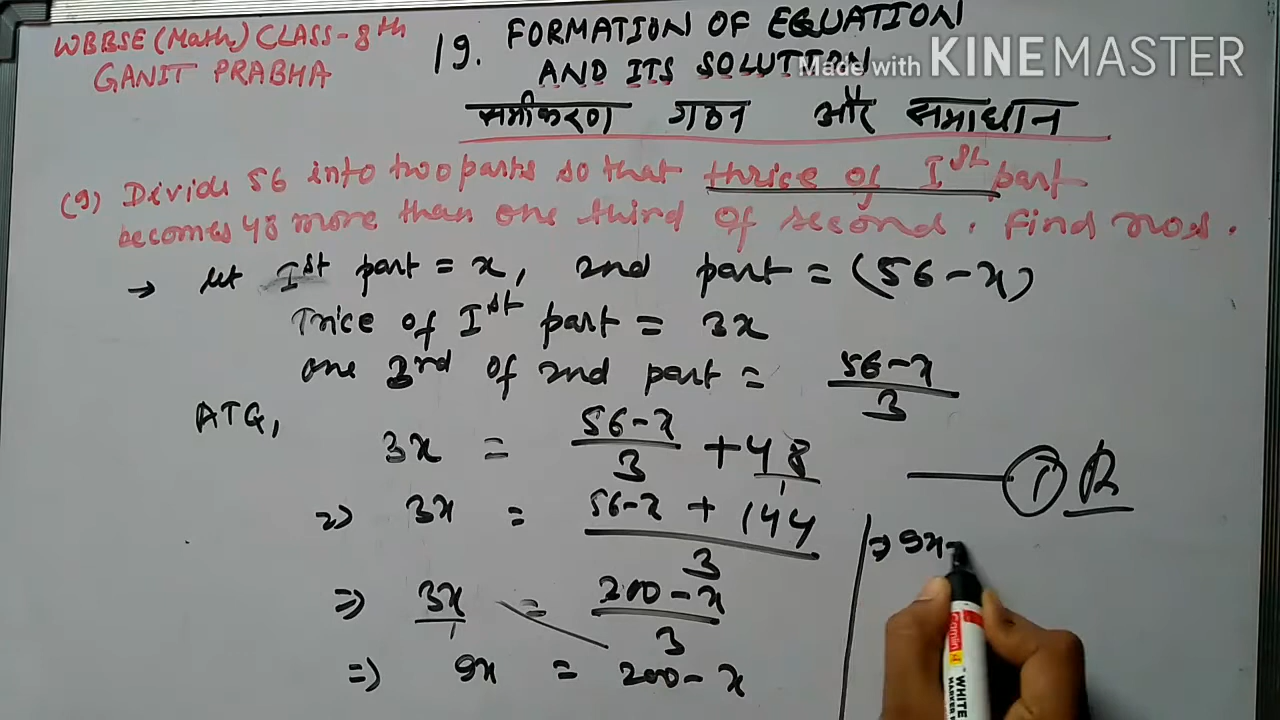 WBBSE (Math) CLASS-8th
GANIT PRABHA
19. FORMATION OF EQUATION
AND ITS SOLUTION
Made with KINEMASTER
समीकरण गठन और समाधान
(9) Divide 56 into two parts so that thrice of Ist part
becomes 48 more than one third of second. Find nos.
→ Let Ist part = x, 2nd part = (56-x)
Trice of Ist part = 3x
one 3rd of 2nd part = 56-x / 3
ATQ,
3x = 56-x / 3 + 48 / 1
⇒ 3x = 56-x + 144 / 3
⇒ 3x / 1 = 200-x / 3
⇒ 9x = 200-x
⇒ 9x